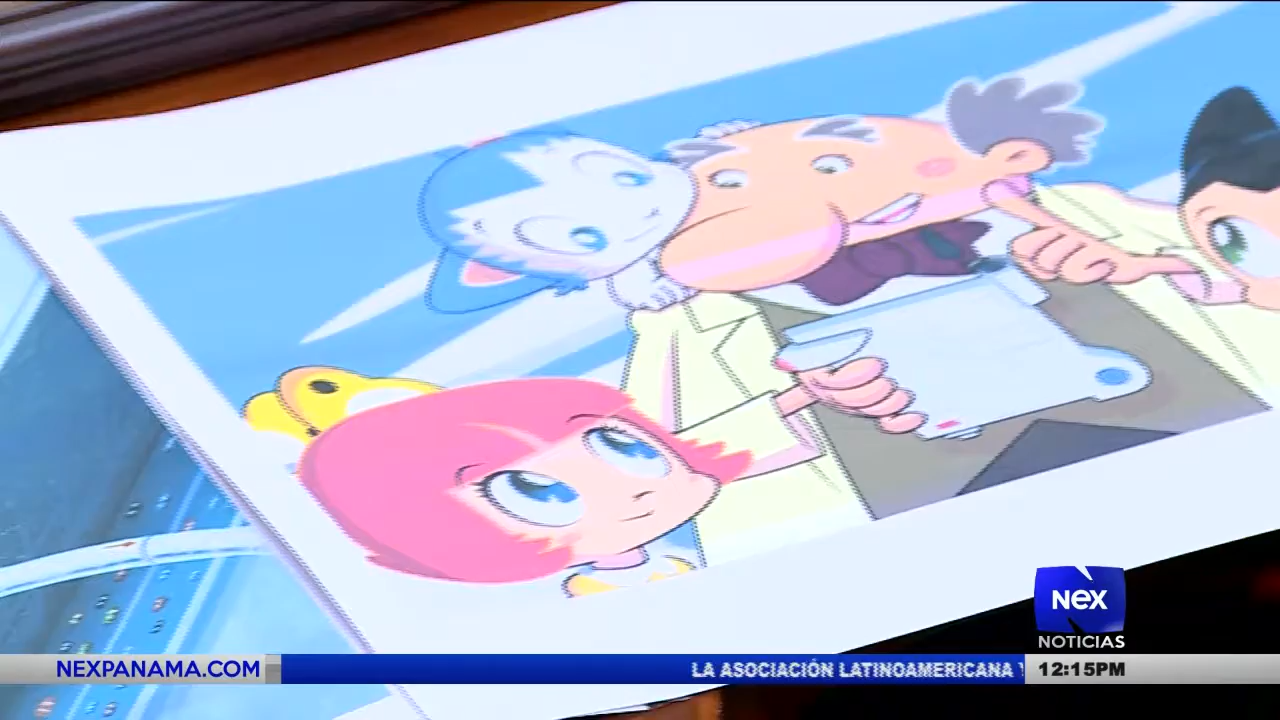 nex
NOTICIAS
NEXPANAMA.COM
LA ASOCIACIÓN LATINOAMERICANA
12:15PM